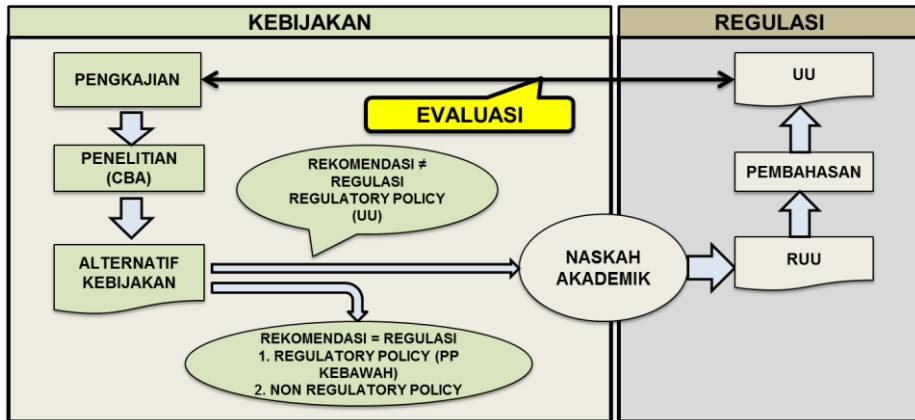 KEBIJAKAN
REGULASI
PENGKAJIAN
UU
EVALUASI
PENELITIAN
(CBA)
REKOMENDASI ≠
REGULASI
REGULATORY POLICY
(UU)
PEMBAHASAN
ALTERNATIF
KEBIJAKAN
NASKAH
AKADEMIK
RUU
REKOMENDASI = REGULASI
1. REGULATORY POLICY (PP
KEBAWAH)
2. NON REGULATORY POLICY